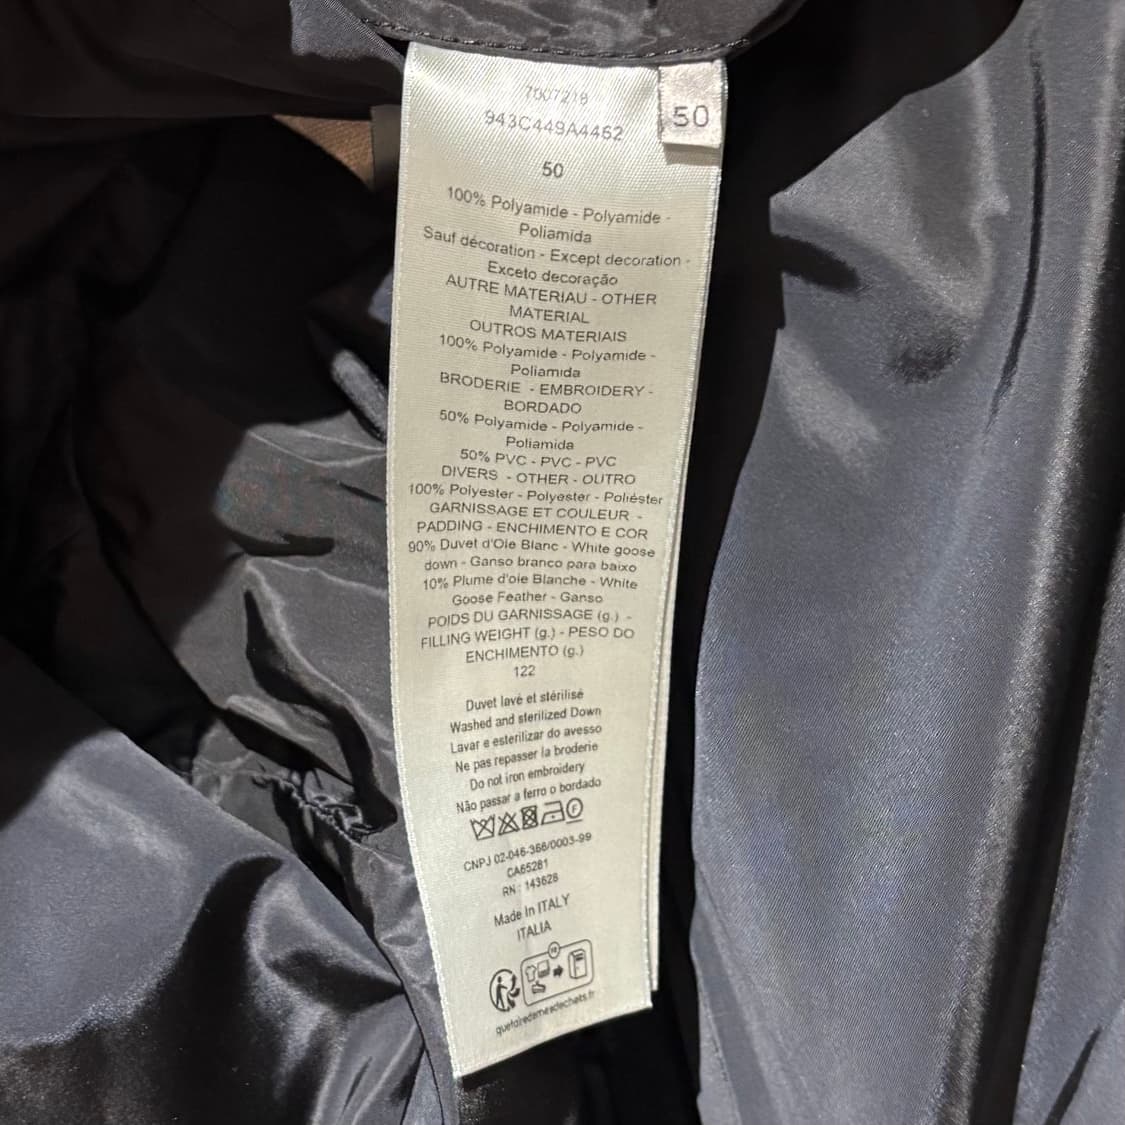 7007218
943C449A4462
50
50
100% Polyamide - Polyamide -
Poliamida
Sauf décoration - Except decoration -
Exceto decoração
AUTRE MATERIAU - OTHER
MATERIAL
OUTROS MATERIAIS
100% Polyamide - Polyamide -
Poliamida
BRODERIE - EMBROIDERY -
BORDADO
50% Polyamide - Polyamide -
Poliamida
50% PVC - PVC - PVC
DIVERS - OTHER - OUTRO
100% Polyester - Polyester - Poliéster
GARNISSAGE ET COULEUR -
PADDING - ENCHIMENTO E COR
90% Duvet d'Oie Blanc - White goose
down - Ganso branco para baixo
10% Plume d'oie Blanche - White
Goose Feather - Ganso
POIDS DU GARNISSAGE (g.) -
FILLING WEIGHT (g.) - PESO DO
ENCHIMENTO (g.)
122
Duvet lavé et stérilisé
Washed and sterilized Down
Lavar e esterilizar do avesso
Ne pas repasser la broderie
Do not iron embroidery
Não passar a ferro o bordado
F
CNPJ 02-046-366/0003-99
CA65281
RN : 143628
Made in ITALY
ITALIA
FR
quefairedemesdechets.fr